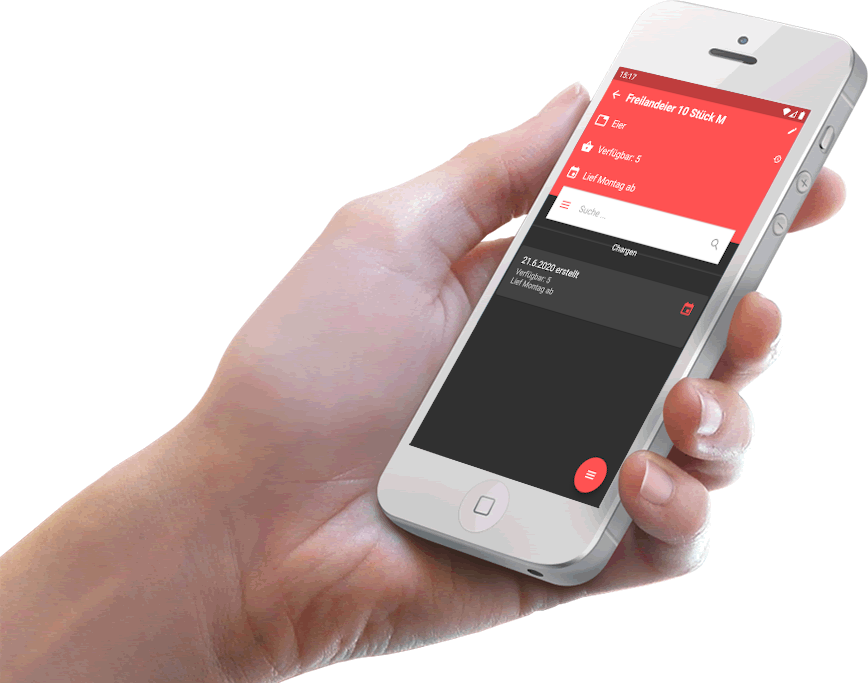 15:17
Freilandeier 10 Stück M
Eier
Verfügbar: 5
Lief Montag ab
Suche ...
Chargen
21.6.2020 erstellt
Verfügbar: 5
Lief Montag ab